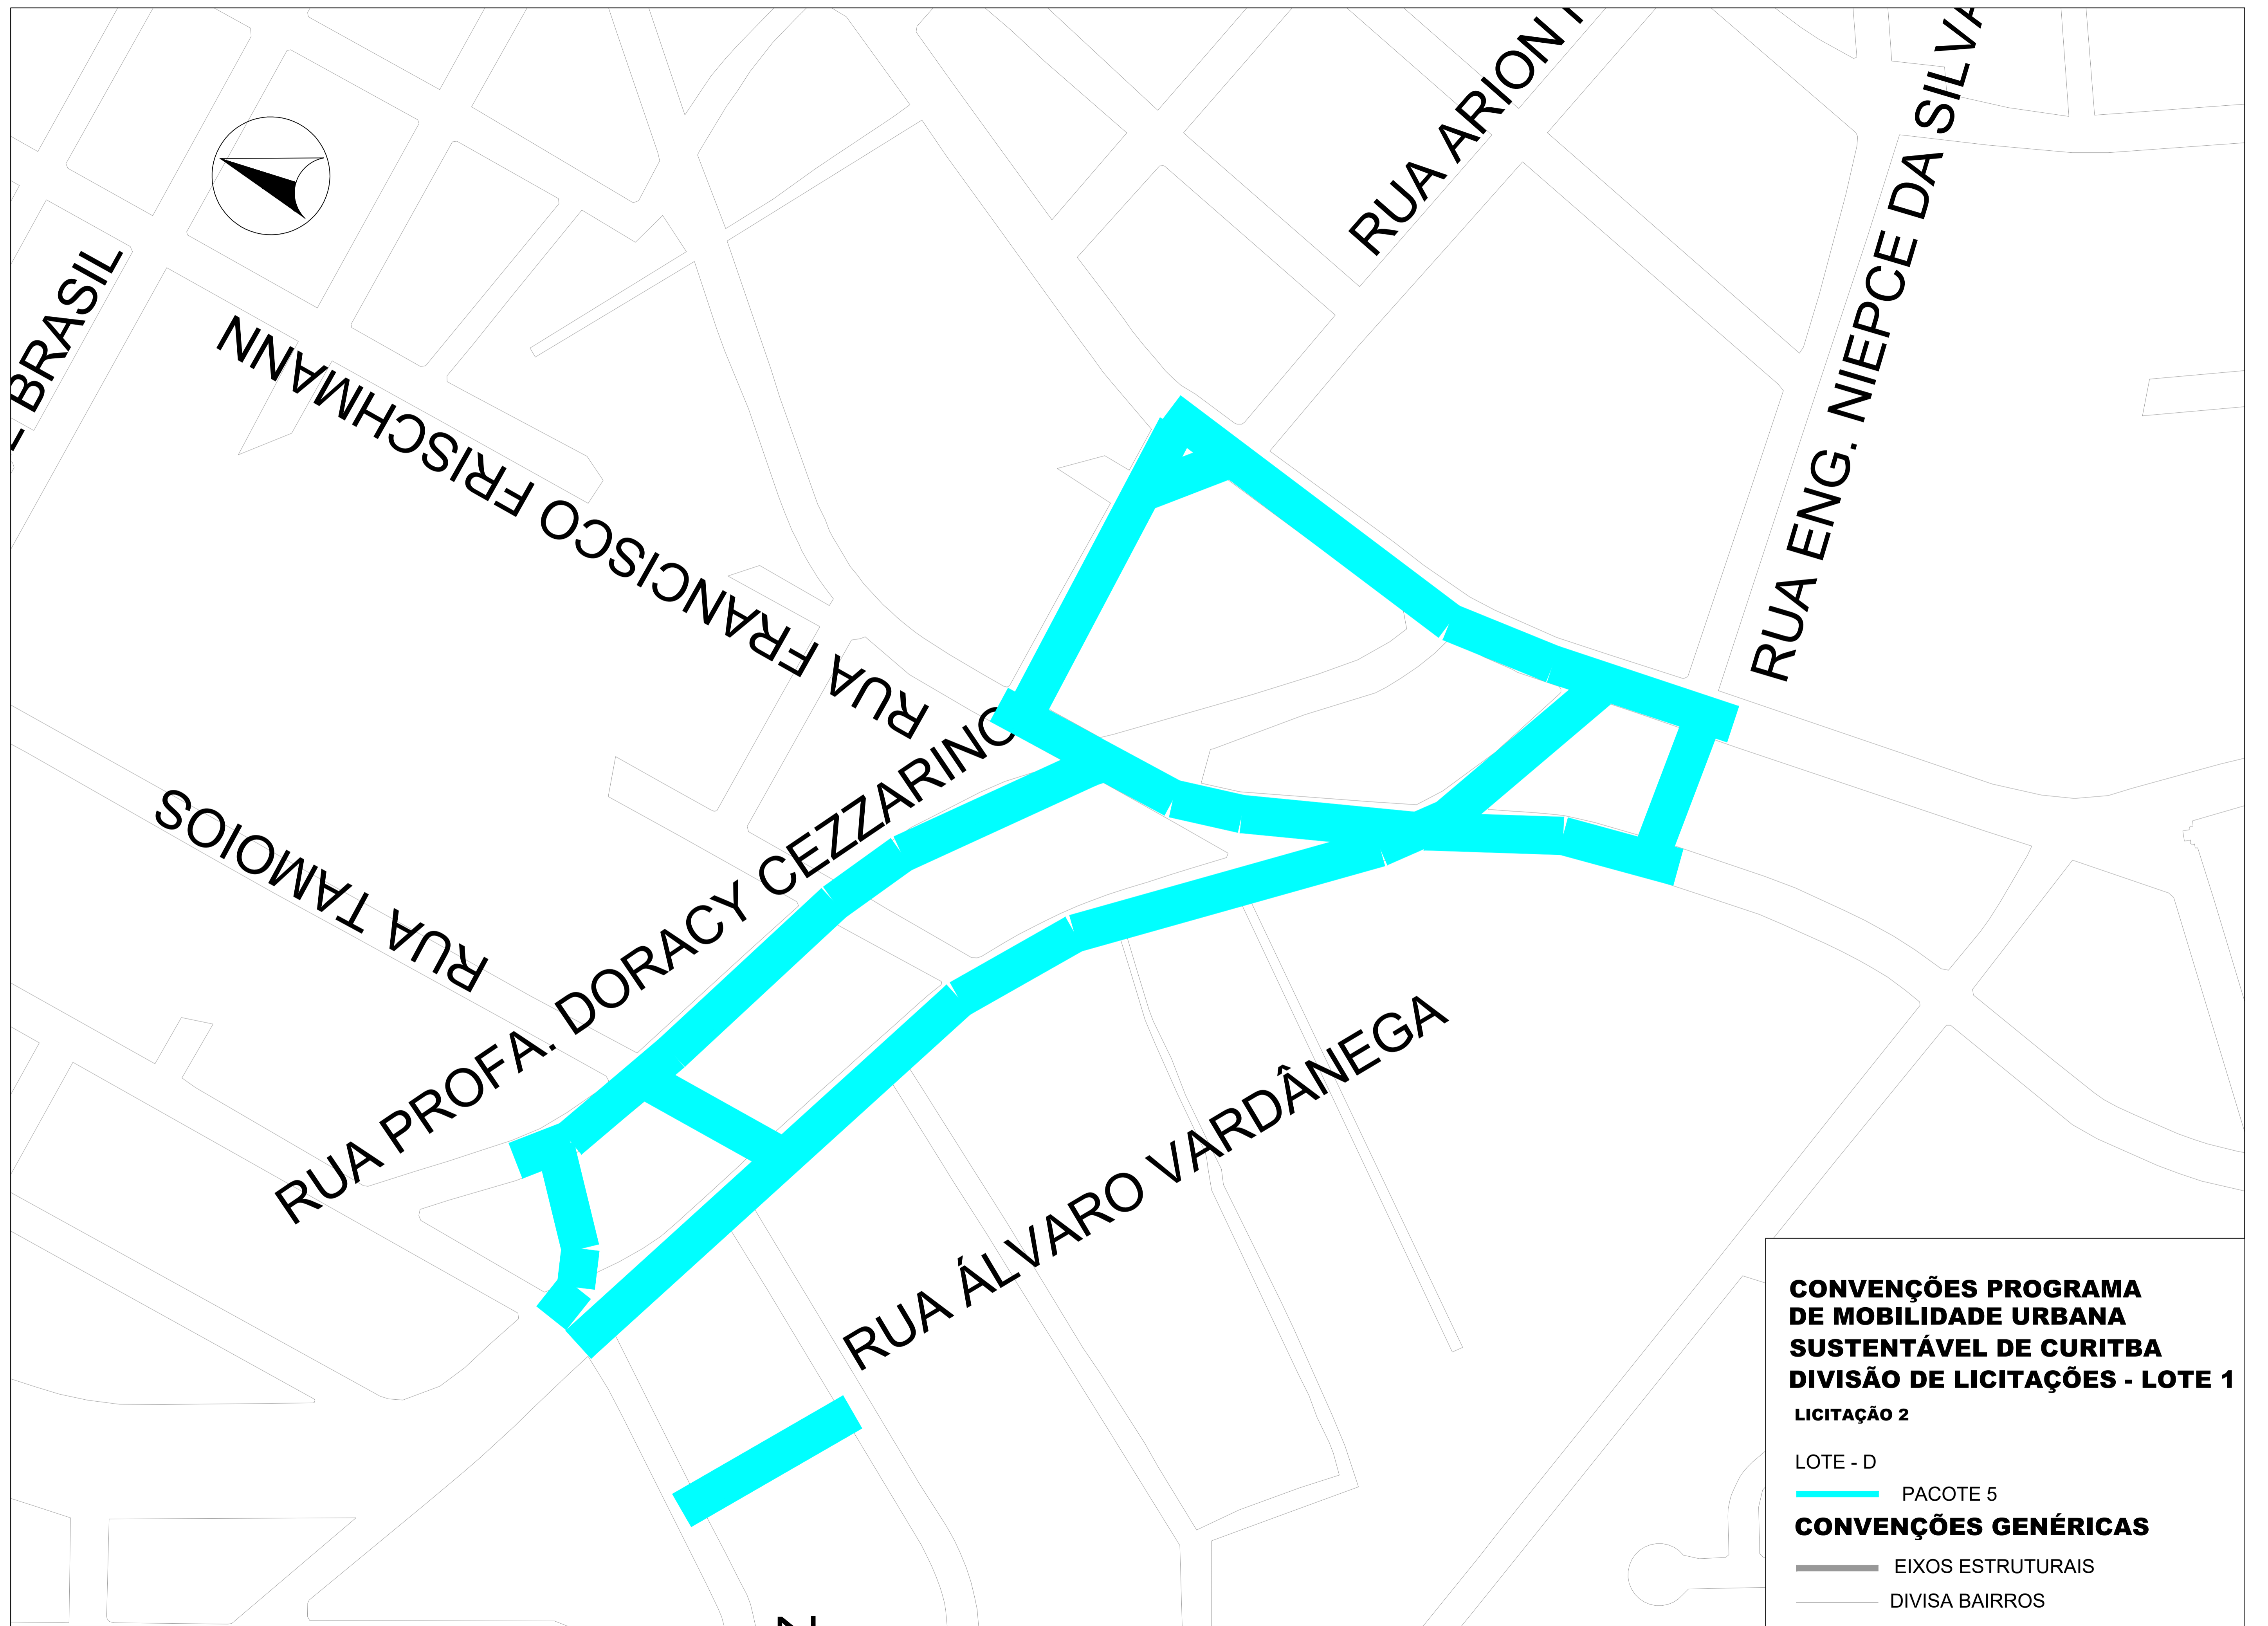 RUA ARION
RUA ENG. NIEPCE DA SILVA
BRASIL
RUA FRANCISCO FRISCHMANN
RUA TAMOIOS
RUA PROFA. DORACY CEZZARINO
RUA ÁLVARO VARDÂNEGA
CONVENÇÕES PROGRAMA
DE MOBILIDADE URBANA
SUSTENTÁVEL DE CURITBA
DIVISÃO DE LICITAÇÕES - LOTE 1
LICITAÇÃO 2
LOTE - D
PACOTE 5
CONVENÇÕES GENÉRICAS
EIXOS ESTRUTURAIS
DIVISA BAIRROS